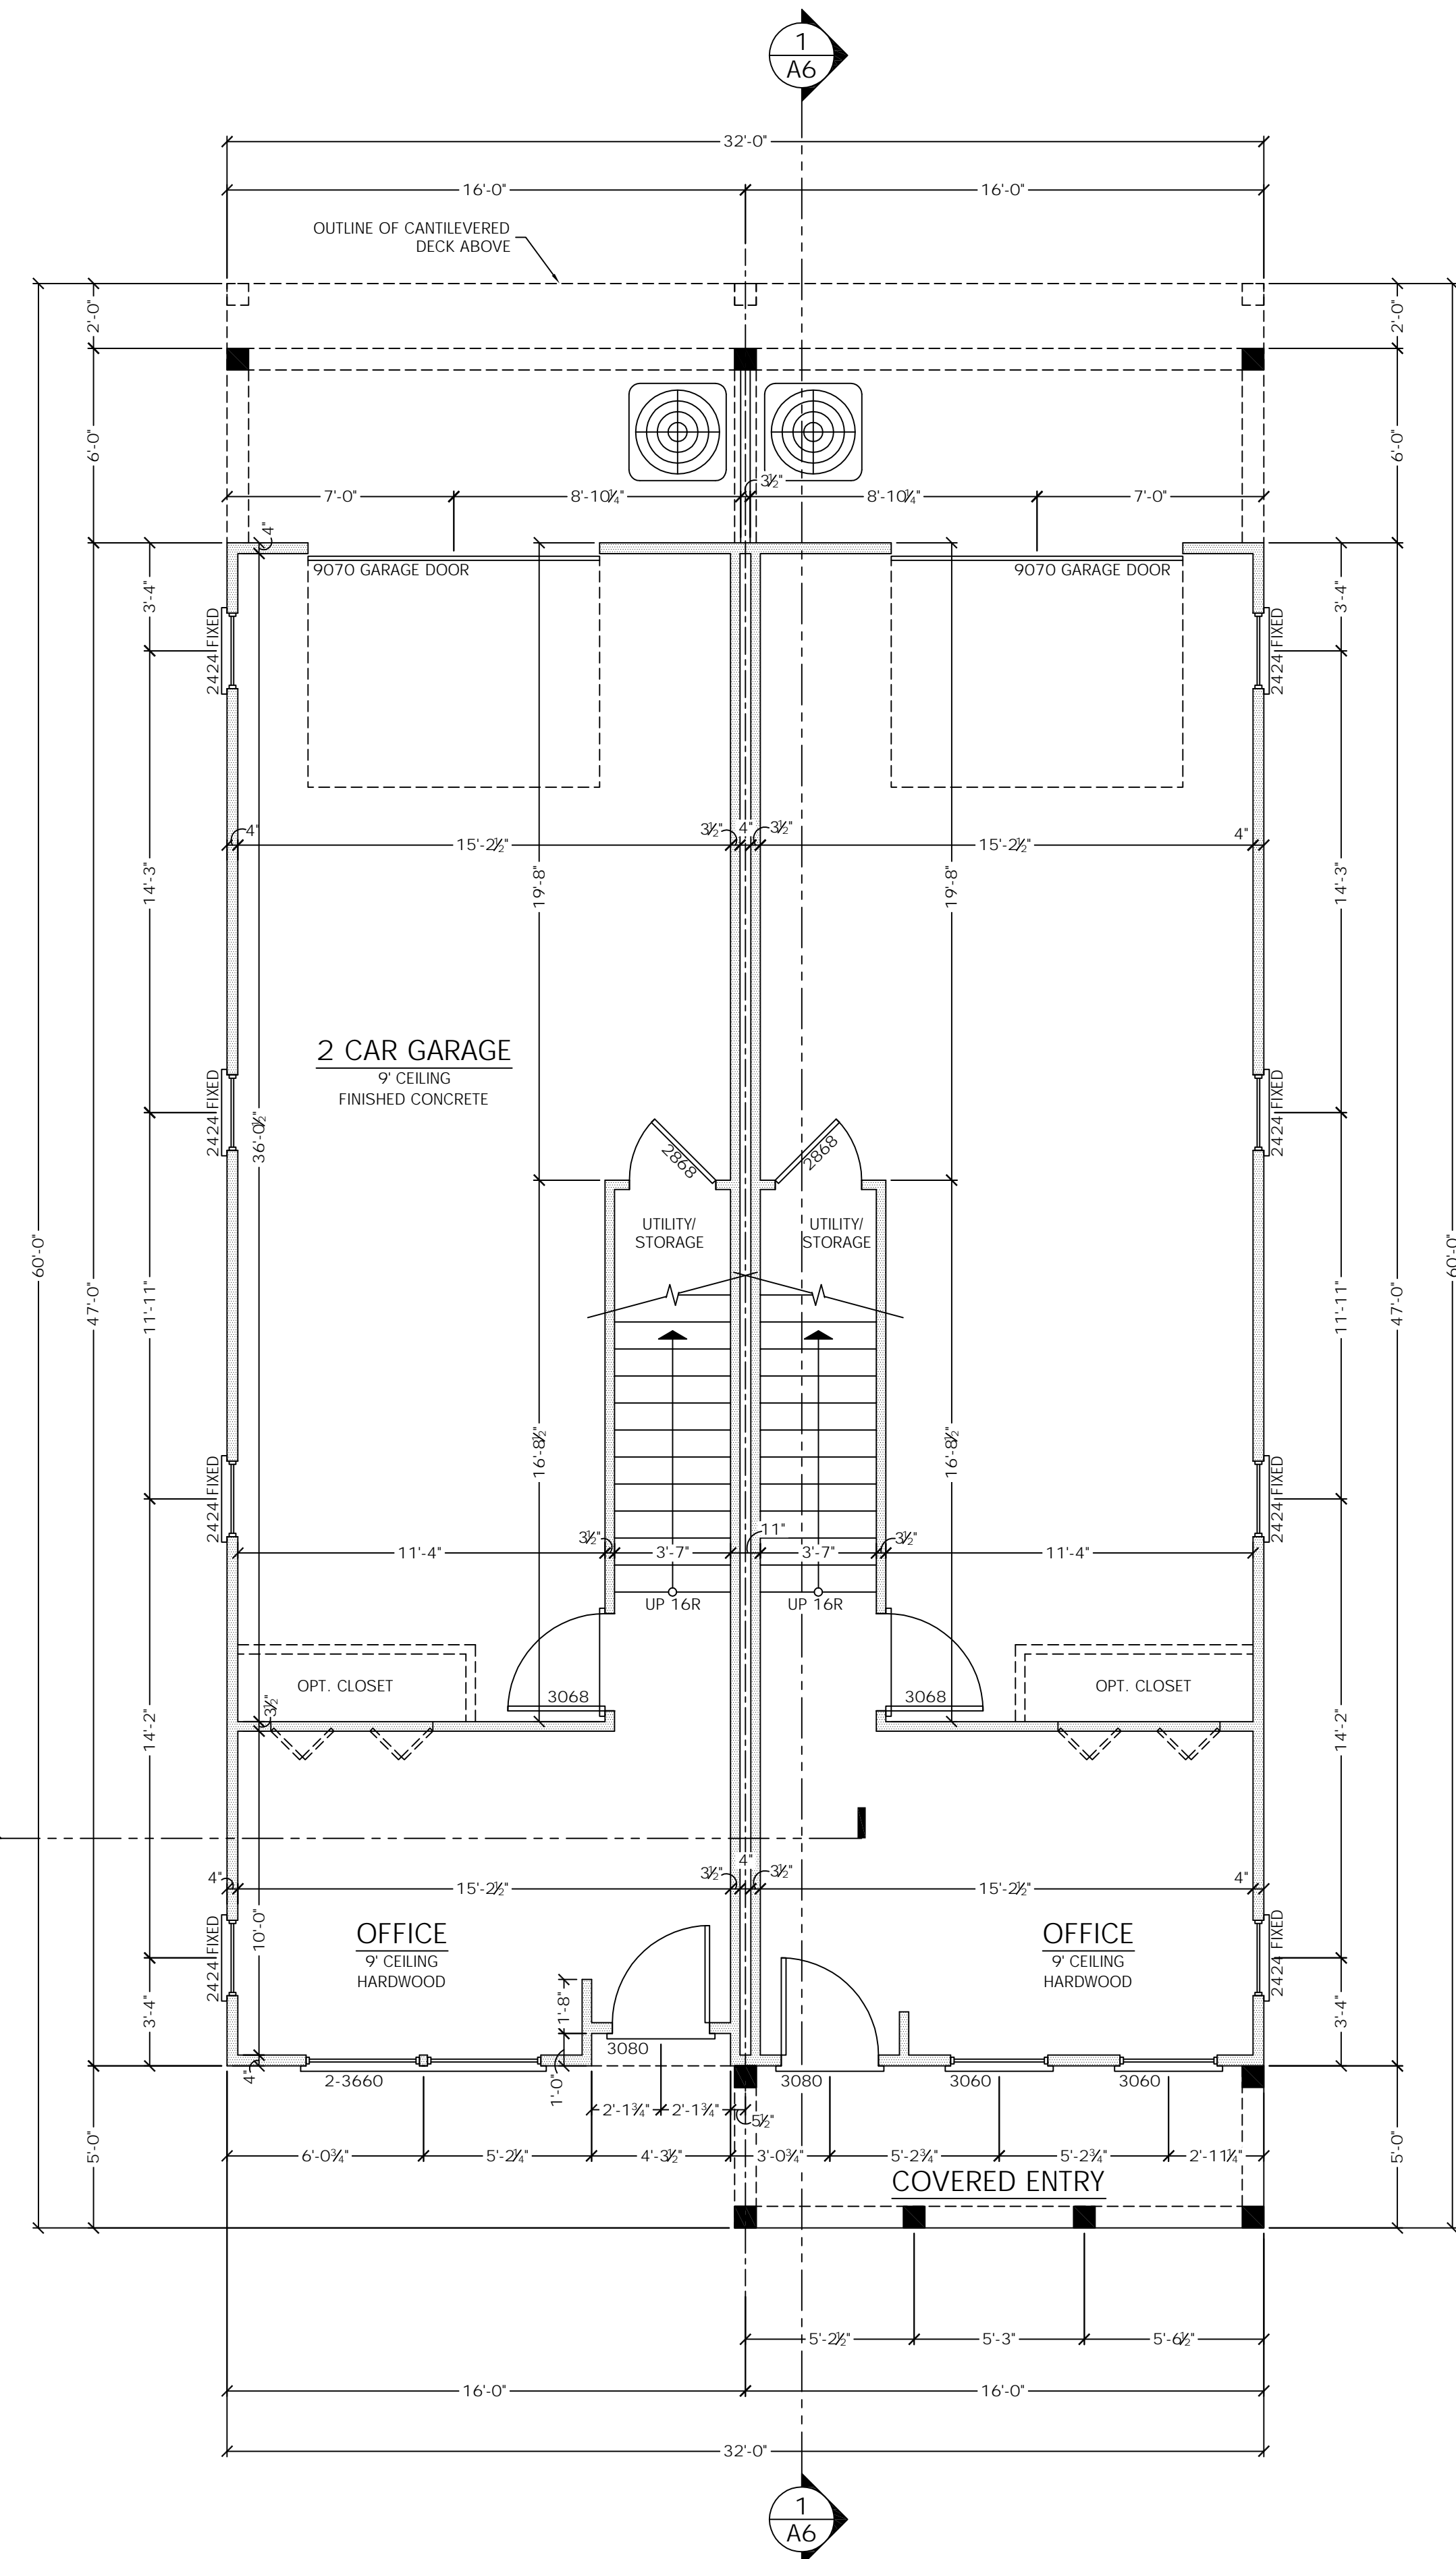 1
A6
32'-0"
16'-0" 16'-0"
OUTLINE OF CANTILEVERED
DECK ABOVE
2'-0" 2'-0"
6'-0" 6'-0"
3½"
7'-0" 8'-10¼" 8'-10¼" 7'-0"
4"
9070 GARAGE DOOR 9070 GARAGE DOOR
3'-4" 3'-4"
2424 FIXED 2424 FIXED
4" 3½" 4" 3½" 4"
15'-2½" 15'-2½"
14'-3" 19'-8" 19'-8" 14'-3"
2 CAR GARAGE
9' CEILING
FINISHED CONCRETE
2424 FIXED 36'-0½" 2424 FIXED
2868 2868
UTILITY/ UTILITY/
STORAGE STORAGE
60'-0" 60'-0"
47'-0" 11'-11" 11'-11" 47'-0"
16'-8½" 16'-8½"
2424 FIXED 2424 FIXED
3½" 11" 3½"
11'-4" 3'-7" 3'-7" 11'-4"
UP 16R UP 16R
OPT. CLOSET OPT. CLOSET
3½" 3068 3068
14'-2" 14'-2"
4" 3½" 4" 3½" 4"
15'-2½" 15'-2½"
OFFICE OFFICE
9' CEILING 9' CEILING
HARDWOOD HARDWOOD
2424 FIXED 10'-0" 2424 FIXED
3'-4" 1'-8" 3'-4"
3080
4" 2-3660 1'-0" 3080 3060 3060
2'-1¾" 2'-1¾" 5½"
5'-0" 6'-0¾" 5'-2¼" 4'-3½" 3'-0¾" 5'-2¾" 5'-2¾" 2'-11¼" 5'-0"
COVERED ENTRY
5'-2½" 5'-3" 5'-6½"
16'-0" 16'-0"
32'-0"
1
A6